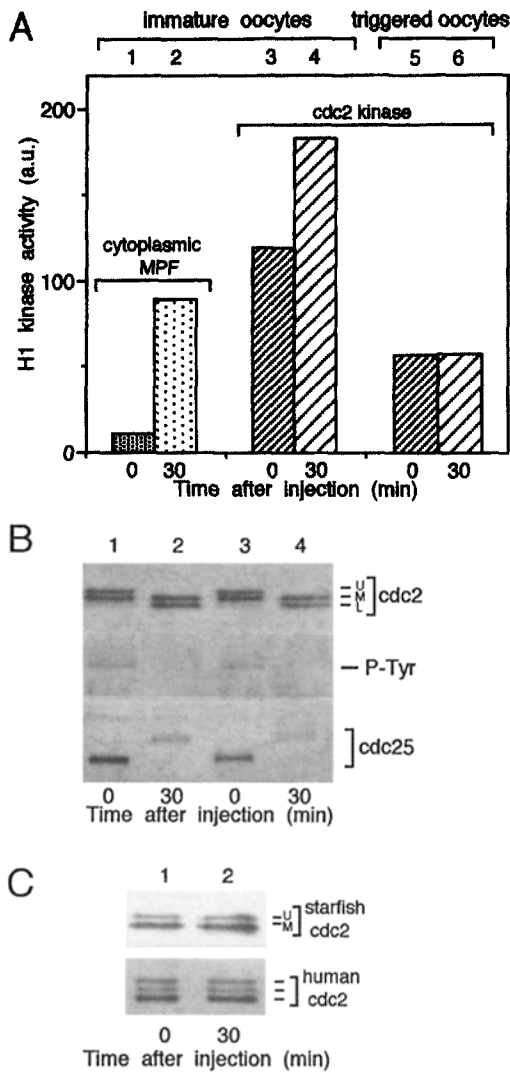 A
immature oocytes triggered oocytes
1 2 3 4 5 6
200
cdc2 kinase
cytoplasmic
MPF
100
0
H1 kinase activity (a.u.)
0 30 0 30 0 30
Time after injection (min)
B
1 2 3 4
U
M
L
cdc2
P-Tyr
cdc25
0 30 0 30
Time after injection (min)
C
1 2
U
M
starfish
cdc2
human
cdc2
0 30
Time after injection (min)